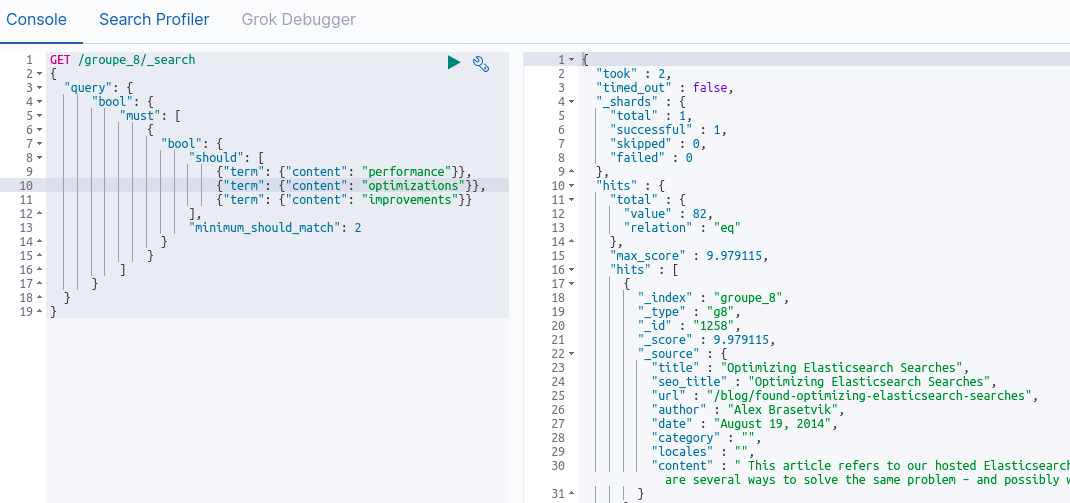 Console Search Profiler Grok Debugger
1 GET /groupe_8/_search
2 {
3 "query": {
4 "bool": {
5 "must": [
6 {
7 "bool": {
8 "should": [
9 {"term": {"content": "performance"}},
10 {"term": {"content": "optimizations"}},
11 {"term": {"content": "improvements"}}
12 ],
13 "minimum_should_match": 2
14 }
15 }
16 ]
17 }
18 }
19 }
1 {
2 "took" : 2,
3 "timed_out" : false,
4 "_shards" : {
5 "total" : 1,
6 "successful" : 1,
7 "skipped" : 0,
8 "failed" : 0
9 },
10 "hits" : {
11 "total" : {
12 "value" : 82,
13 "relation" : "eq"
14 },
15 "max_score" : 9.979115,
16 "hits" : [
17 {
18 "_index" : "groupe_8",
19 "_type" : "g8",
20 "_id" : "1258",
21 "_score" : 9.979115,
22 "_source" : {
23 "title" : "Optimizing Elasticsearch Searches",
24 "seo_title" : "Optimizing Elasticsearch Searches",
25 "url" : "/blog/found-optimizing-elasticsearch-searches",
26 "author" : "Alex Brasetvik",
27 "date" : "August 19, 2014",
28 "category" : "",
29 "locales" : "",
30 "content" : " This article refers to our hosted Elasticsearch
are several ways to solve the same problem – and possibly
31 }